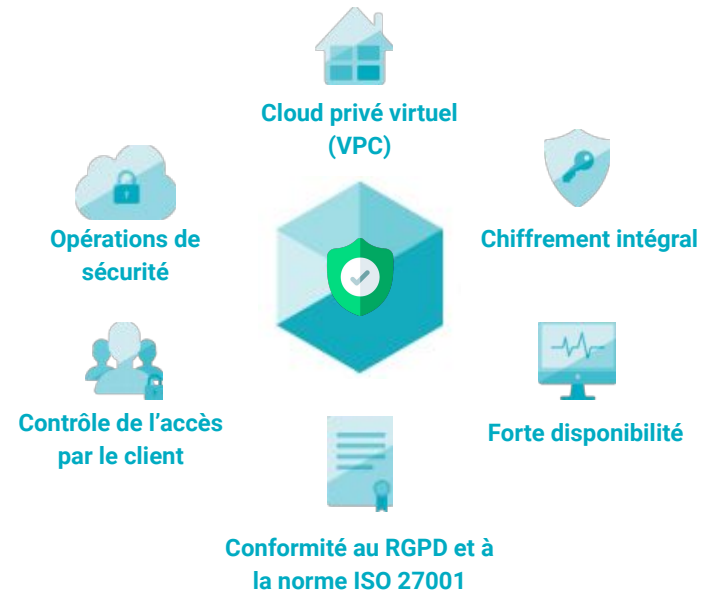 Cloud privé virtuel
(VPC)
Opérations de
sécurité
Chiffrement intégral
Contrôle de l’accès
par le client
Forte disponibilité
Conformité au RGPD et à
la norme ISO 27001